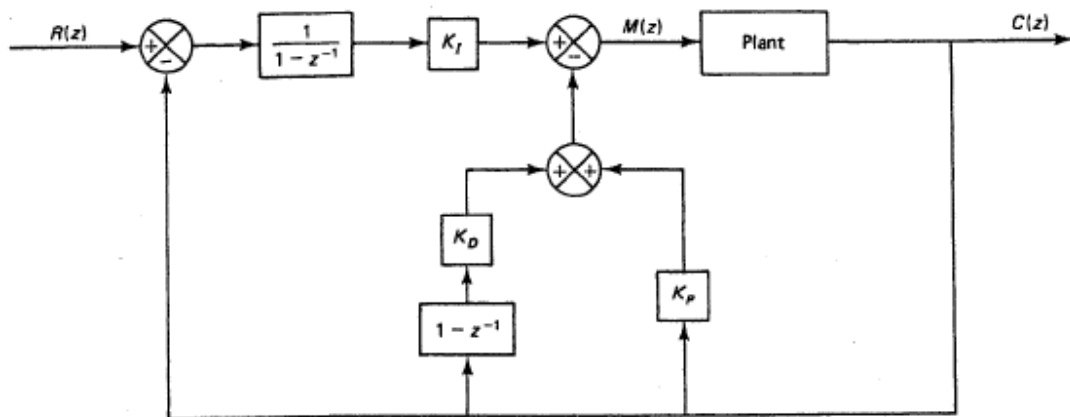 R(z)
+
−
1
1 − z⁻¹
K_I
+
−
M(z)
Plant
C(z)
+ +
K_D
K_P
1 − z⁻¹